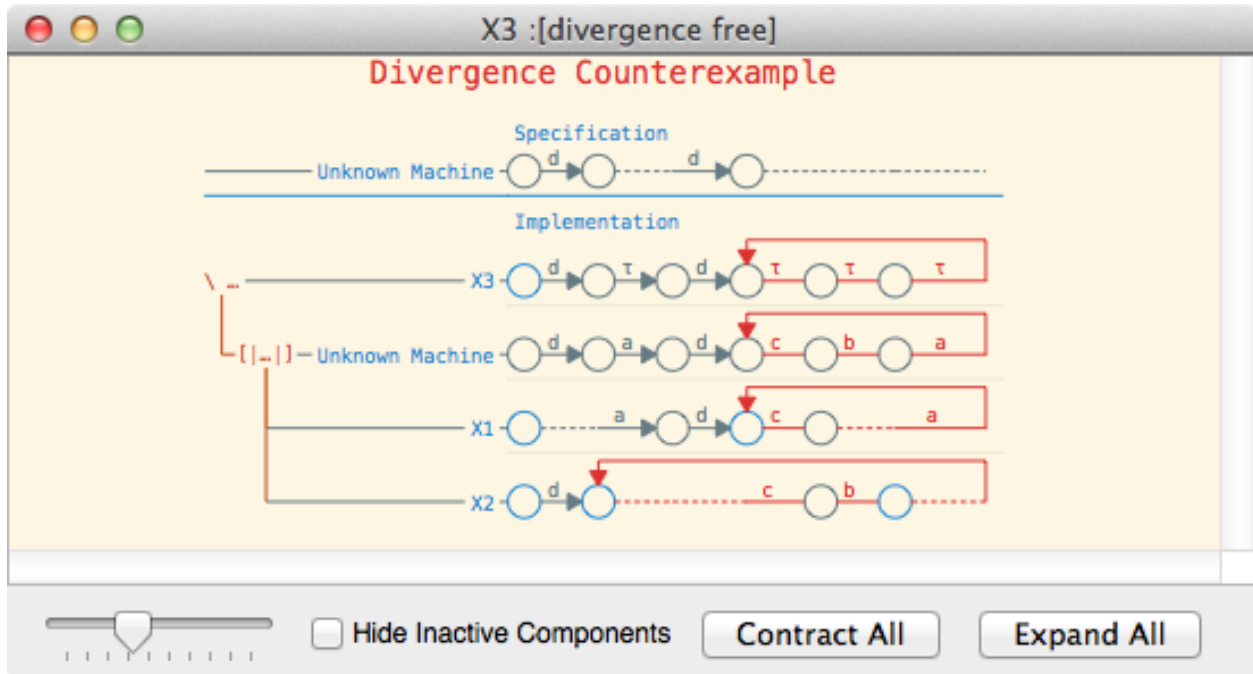 X3 :[divergence free]
Divergence Counterexample
Specification
Unknown Machine d d
Implementation
\ … X3 d τ d τ τ τ
[|…|] Unknown Machine d a d c b a
X1 a d c a
X2 d c b
Hide Inactive Components Contract All Expand All